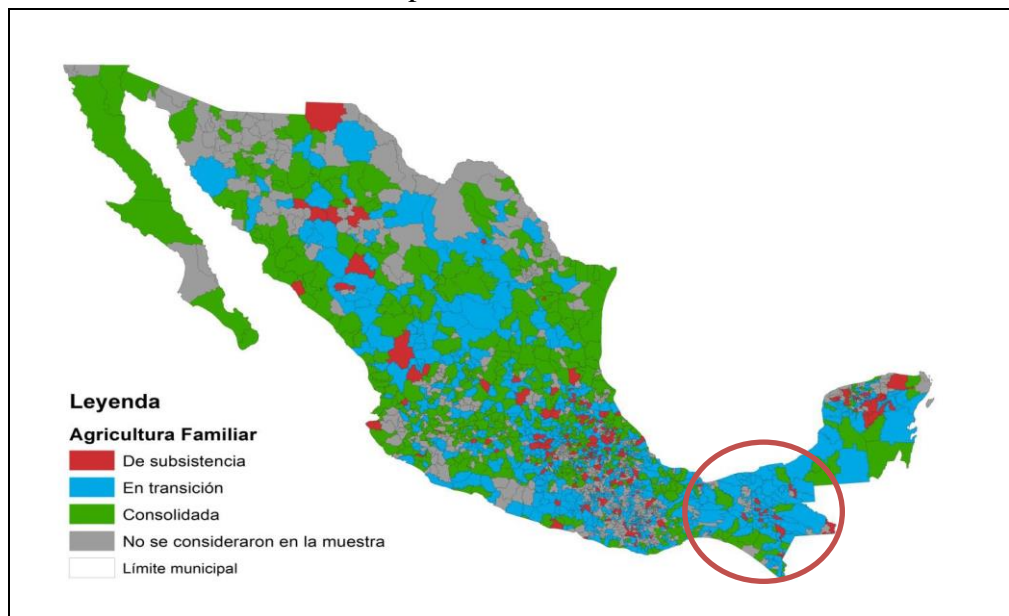 Leyenda
Agricultura Familiar
De subsistencia
En transición
Consolidada
No se consideraron en la muestra
Límite municipal